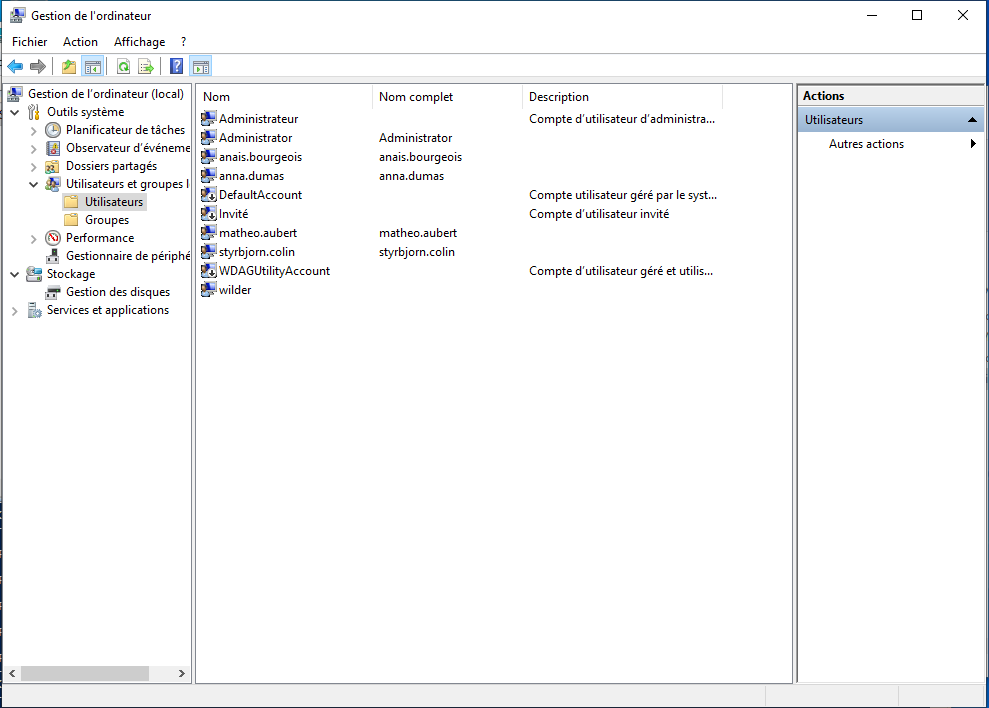 Gestion de l'ordinateur
Fichier Action Affichage ?
Gestion de l'ordinateur (local)
Outils système
Planificateur de tâches
Observateur d'événeme
Dossiers partagés
Utilisateurs et groupes l
Utilisateurs
Groupes
Performance
Gestionnaire de périphé
Stockage
Gestion des disques
Services et applications
Nom Nom complet Description
Administrateur Compte d'utilisateur d'administra...
Administrator Administrator
anais.bourgeois anais.bourgeois
anna.dumas anna.dumas
DefaultAccount Compte utilisateur géré par le syst...
Invité Compte d'utilisateur invité
matheo.aubert matheo.aubert
styrbjorn.colin styrbjorn.colin
WDAGUtilityAccount Compte d'utilisateur géré et utilis...
wilder
Actions
Utilisateurs
Autres actions